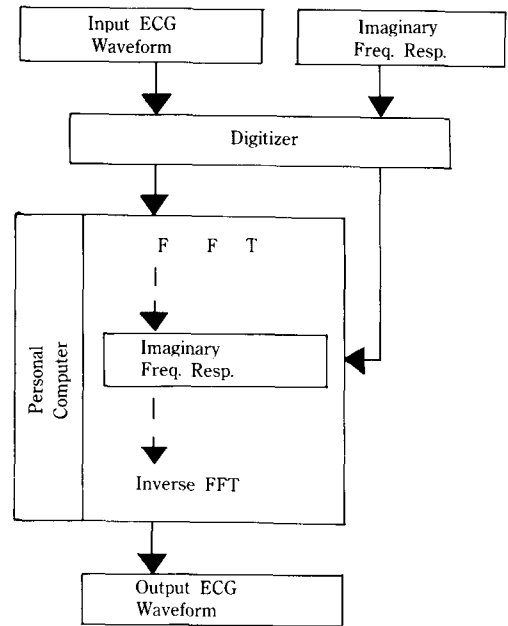 Input ECG
Waveform
Imaginary
Freq. Resp.
Digitizer
F F T
Imaginary
Freq. Resp.
Personal
Computer
Inverse FFT
Output ECG
Waveform